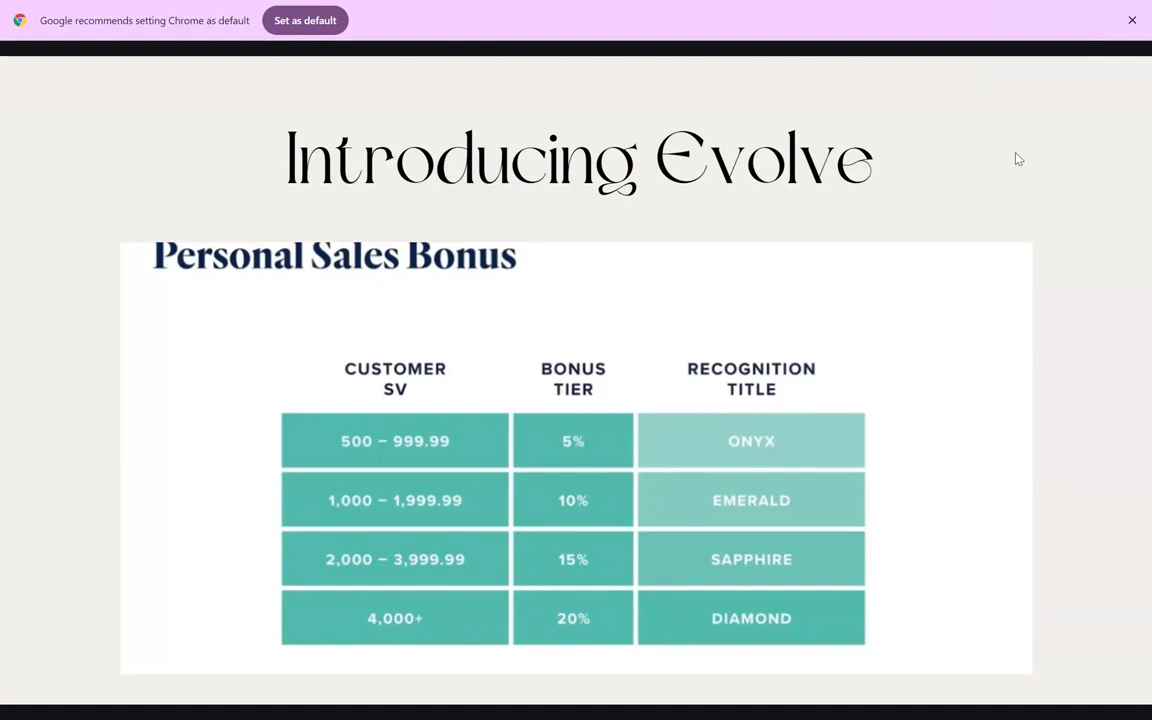 Google recommends setting Chrome as default
Set as default
Introducing Evolve
Personal Sales Bonus
CUSTOMER SV
BONUS TIER
RECOGNITION TITLE
500 – 999.99 5% ONYX
1,000 – 1,999.99 10% EMERALD
2,000 – 3,999.99 15% SAPPHIRE
4,000+ 20% DIAMOND